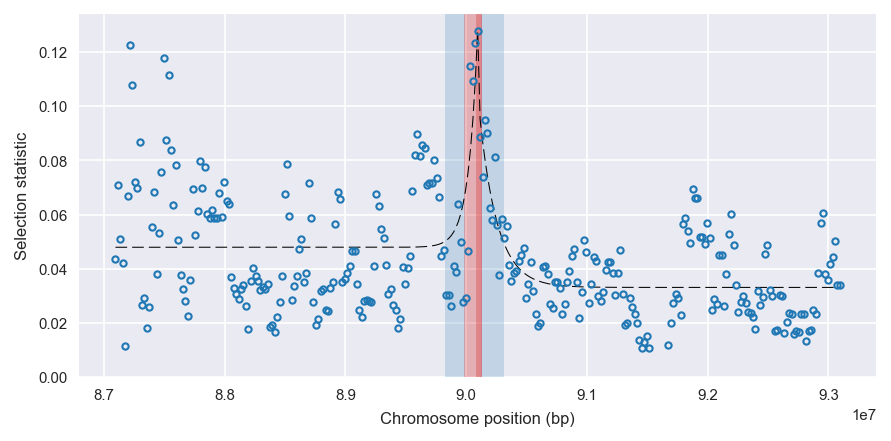 Selection statistic
0.12
0.10
0.08
0.06
0.04
0.02
0.00
8.7 8.8 8.9 9.0 9.1 9.2 9.3
1e7
Chromosome position (bp)